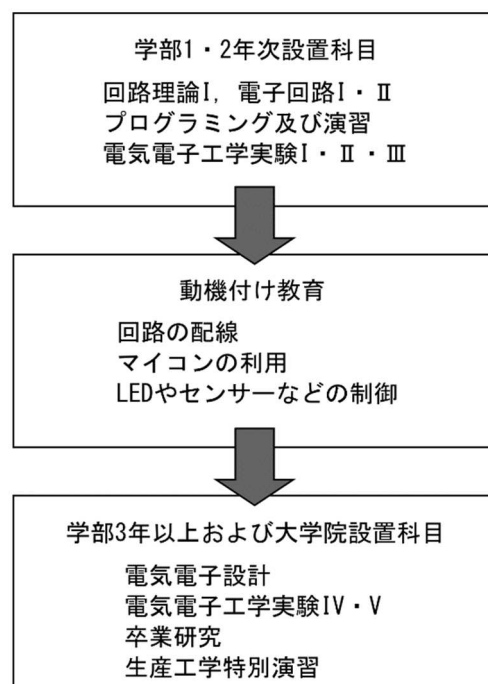 学部1・2年次設置科目
回路理論I, 電子回路I・Ⅱ
プログラミング及び演習
電気電子工学実験I・Ⅱ・Ⅲ
動機付け教育
回路の配線
マイコンの利用
LEDやセンサーなどの制御
学部3年以上および大学院設置科目
電気電子設計
電気電子工学実験IV・V
卒業研究
生産工学特別演習